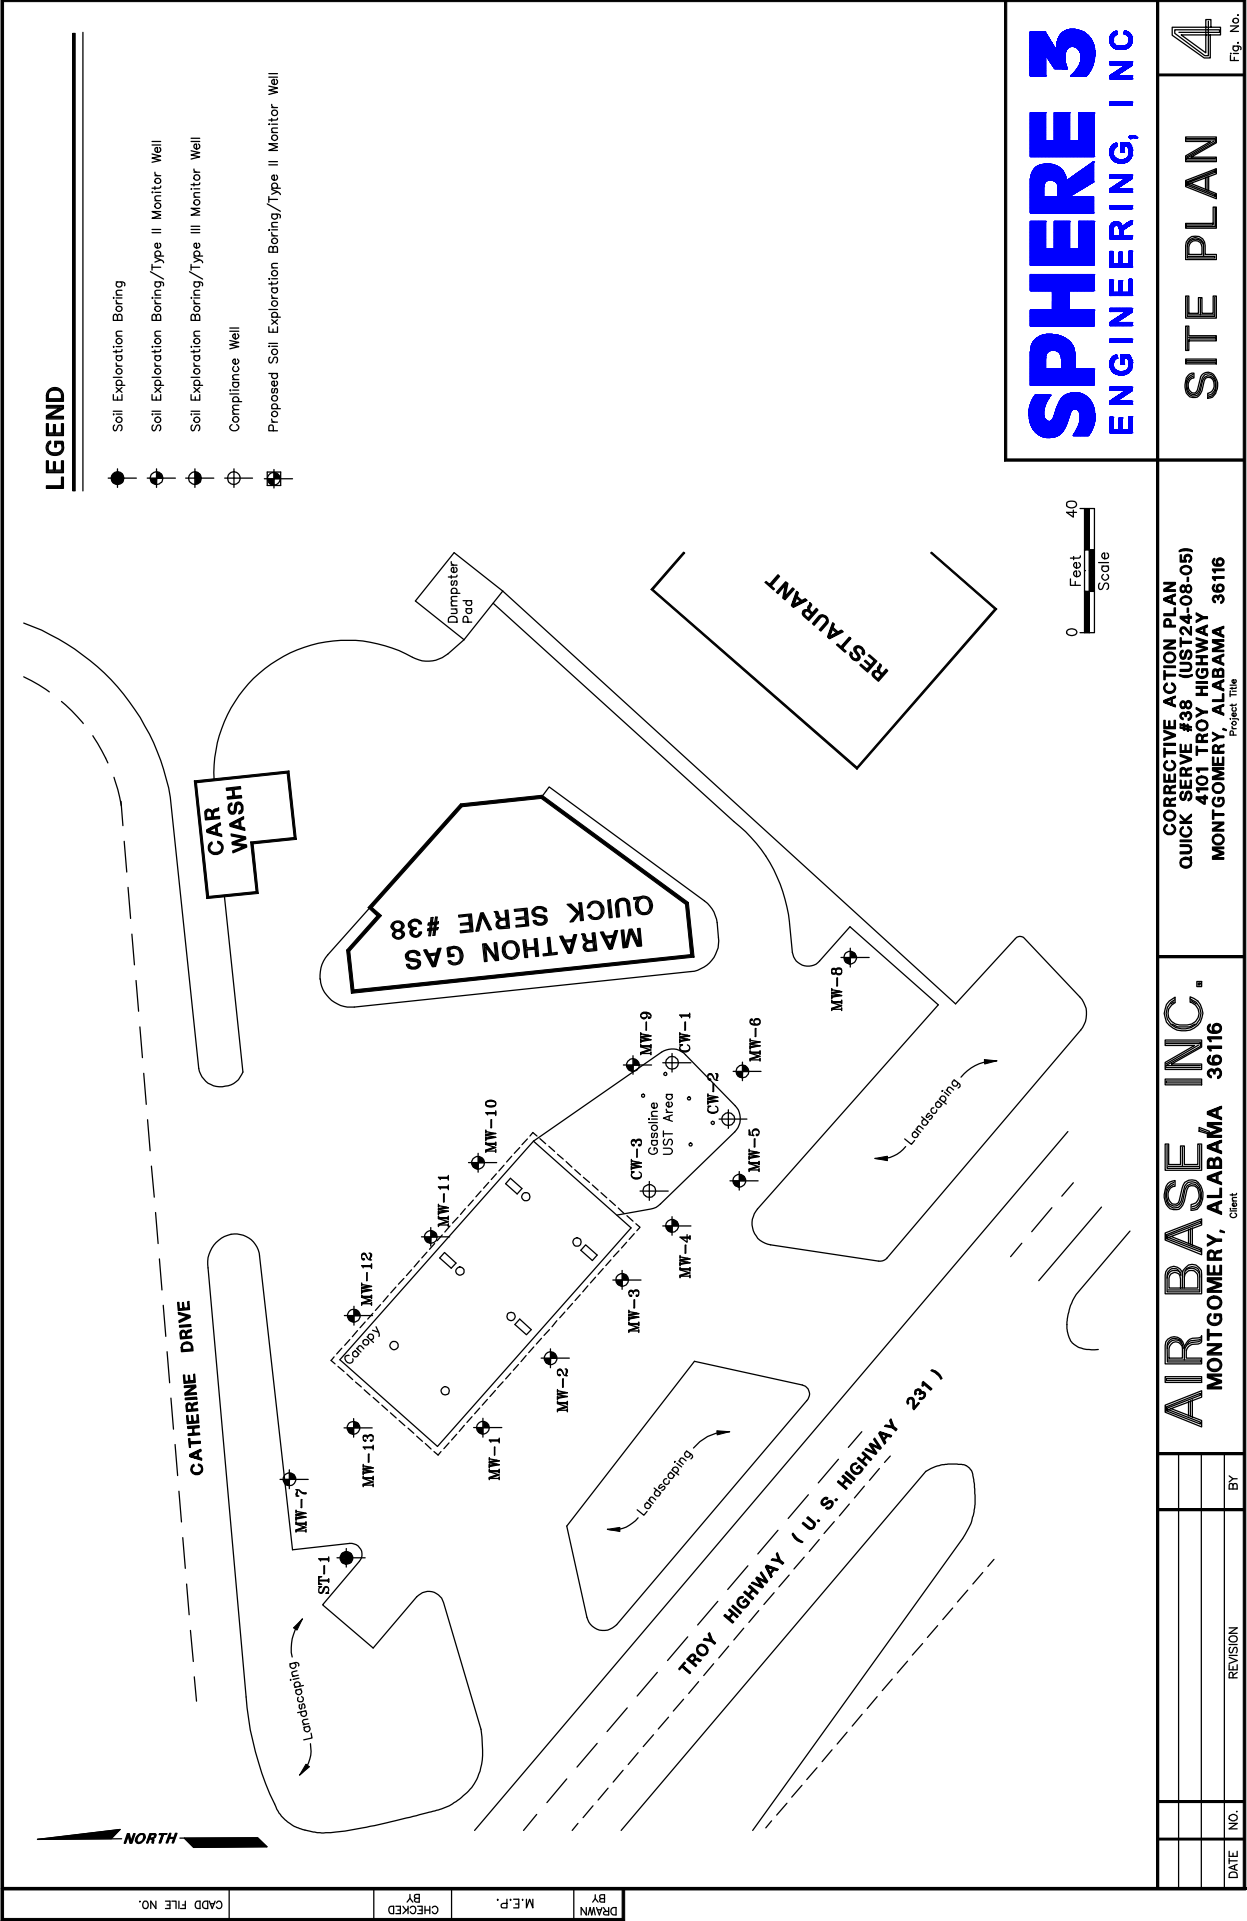 LEGEND
Soil Exploration Boring
Soil Exploration Boring/Type II Monitor Well
Soil Exploration Boring/Type III Monitor Well
Compliance Well
Proposed Soil Exploration Boring/Type II Monitor Well
NORTH
CATHERINE DRIVE
CAR
WASH
Dumpster
Pad
RESTAURANT
MARATHON GAS
QUICK SERVE #38
Canopy
Gasoline
UST Area
ST-1
MW-7
MW-13
MW-12
MW-11
MW-10
MW-9
MW-1
MW-2
MW-3
MW-4
MW-5
MW-6
MW-8
CW-1
CW-2
CW-3
Landscaping
Landscaping
Landscaping
TROY HIGHWAY ( U. S. HIGHWAY 231 )
0
40
Feet
Scale
SPHERE 3
ENGINEERING, INC
DATE
NO.
REVISION
BY
AIR BASE, INC.
MONTGOMERY, ALABAMA 36116
Client
CORRECTIVE ACTION PLAN
QUICK SERVE #38 (UST24-08-05)
4101 TROY HIGHWAY
MONTGOMERY, ALABAMA 36116
Project Title
SITE PLAN
4
Fig. No.
DRAWN
BY
M.E.P.
CHECKED
BY
CADD FILE NO.